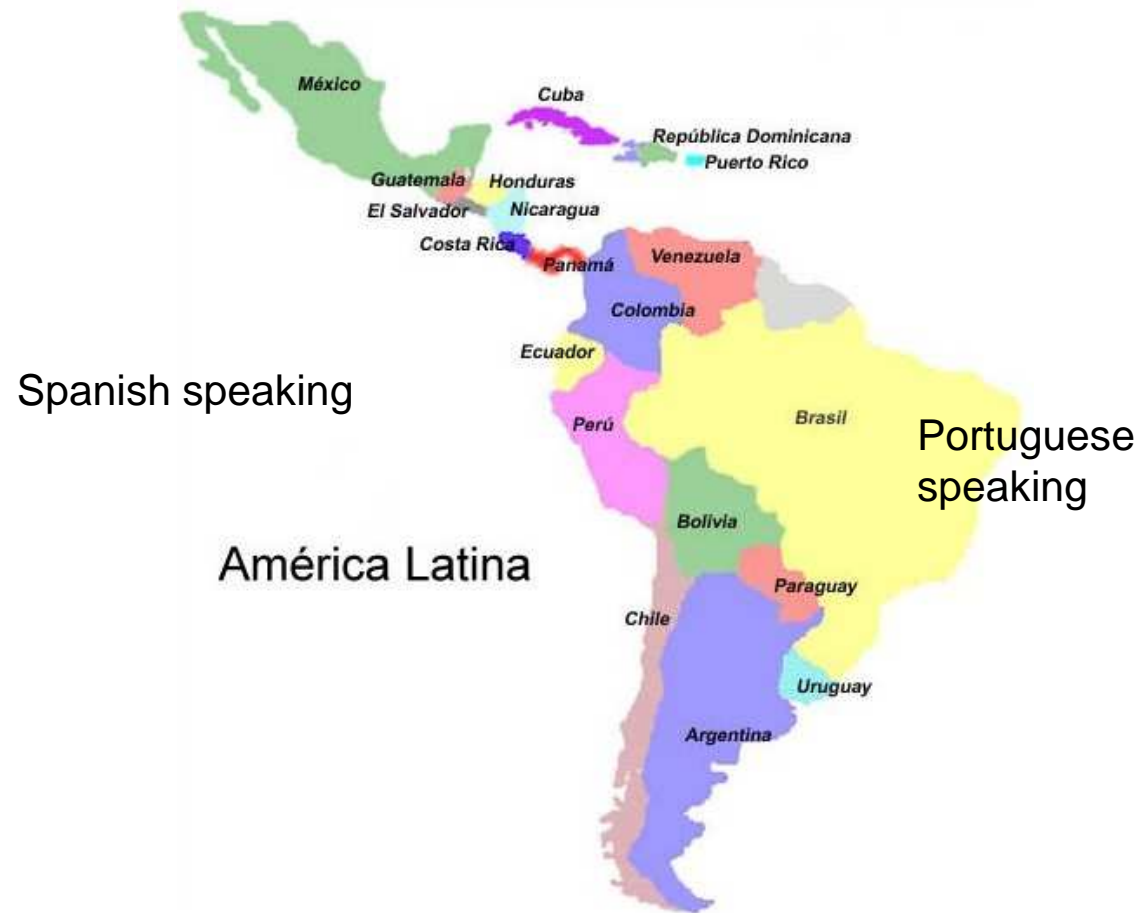 México
Cuba
República Dominicana
Puerto Rico
Guatemala
Honduras
El Salvador
Nicaragua
Costa Rica
Panamá
Venezuela
Colombia
Ecuador
Spanish speaking
Perú
Brasil
Portuguese
speaking
Bolivia
América Latina
Paraguay
Chile
Uruguay
Argentina